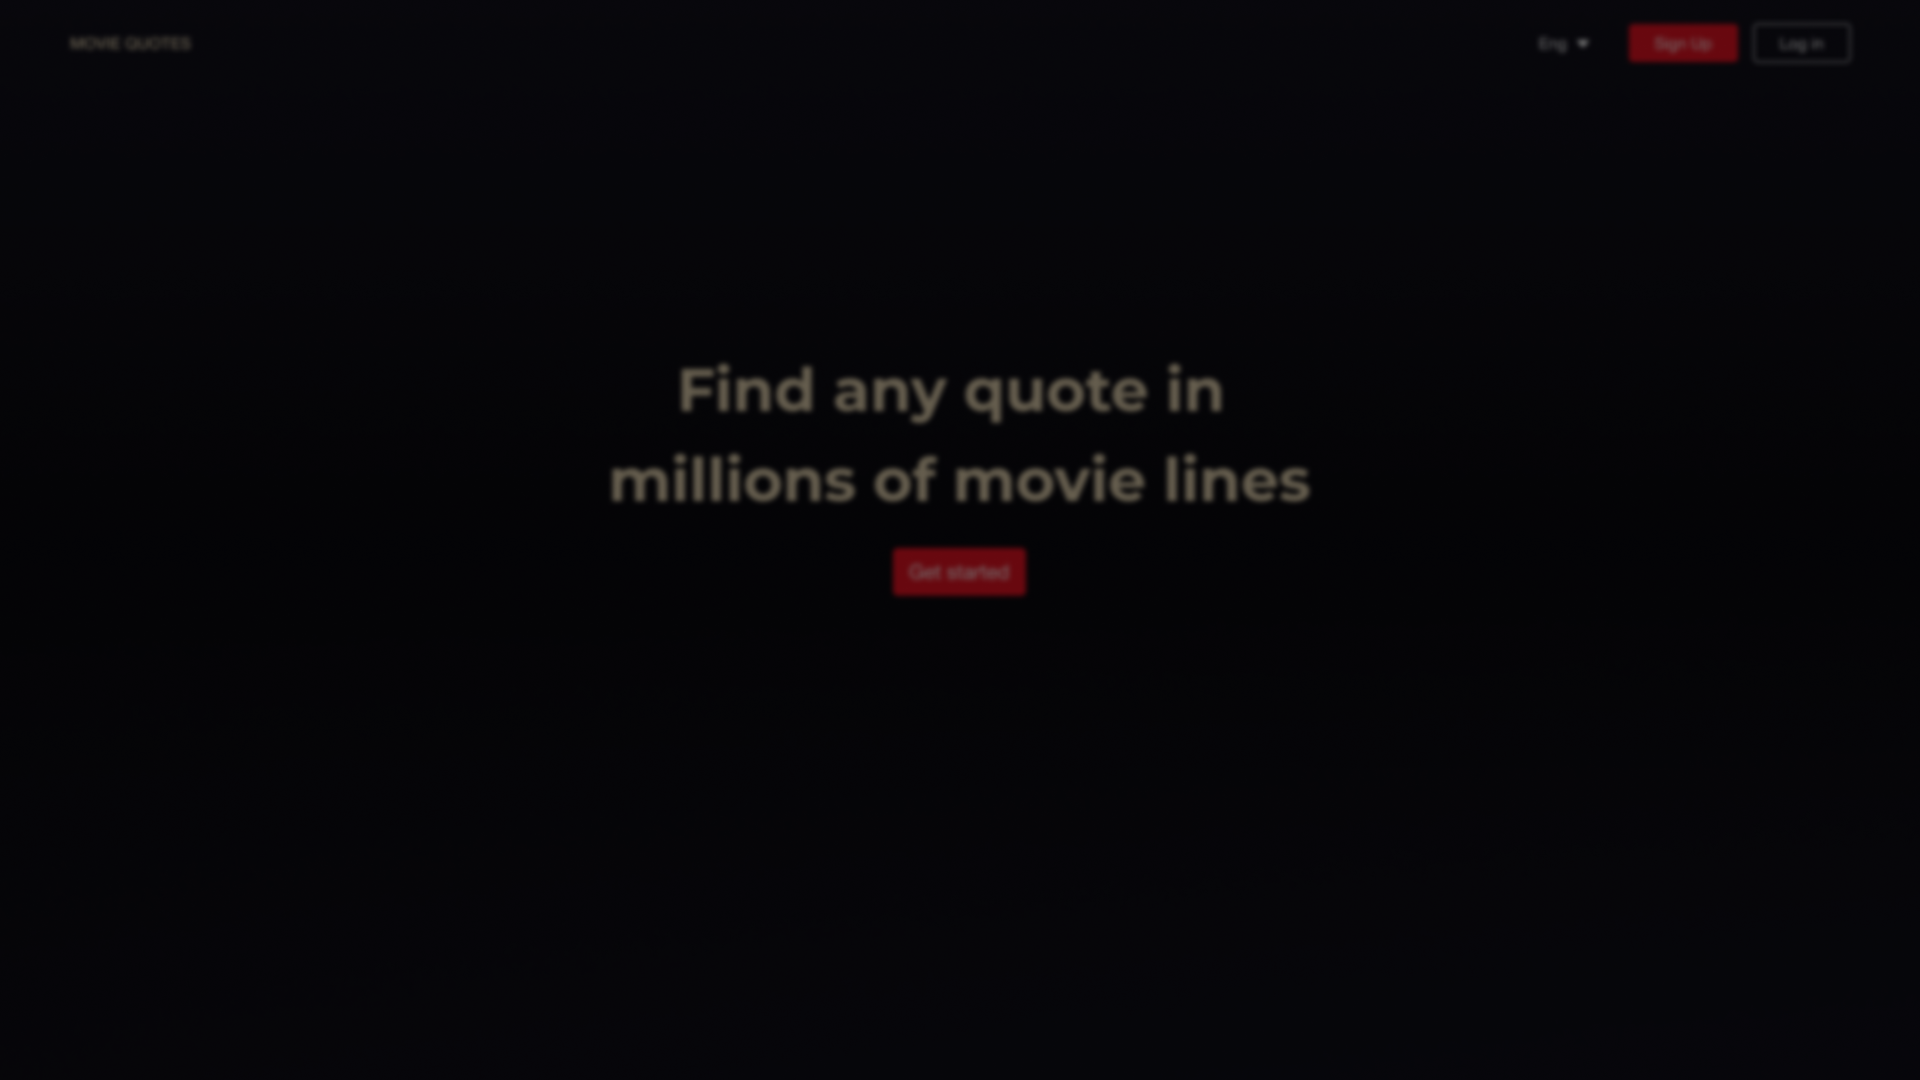 MOVIE QUOTES
Eng
Sign Up
Log in
Find any quote in
millions of movie lines
Get started